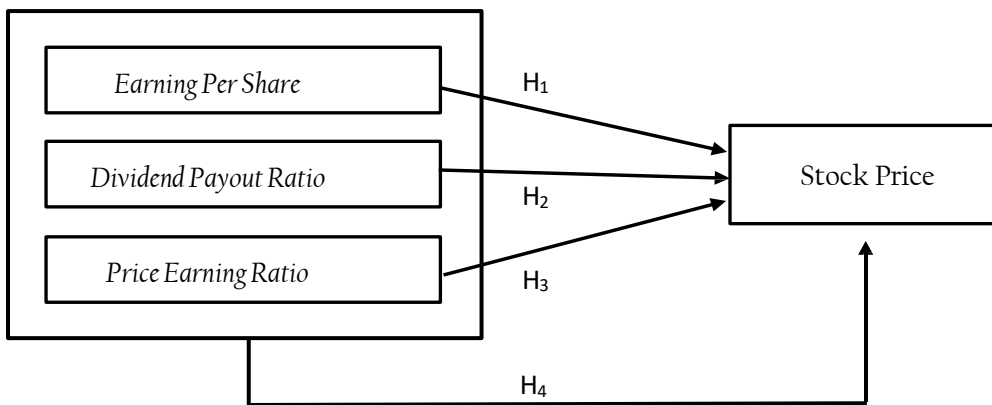 Earning Per Share
H₁
Dividend Payout Ratio
H₂
Stock Price
Price Earning Ratio
H₃
H₄